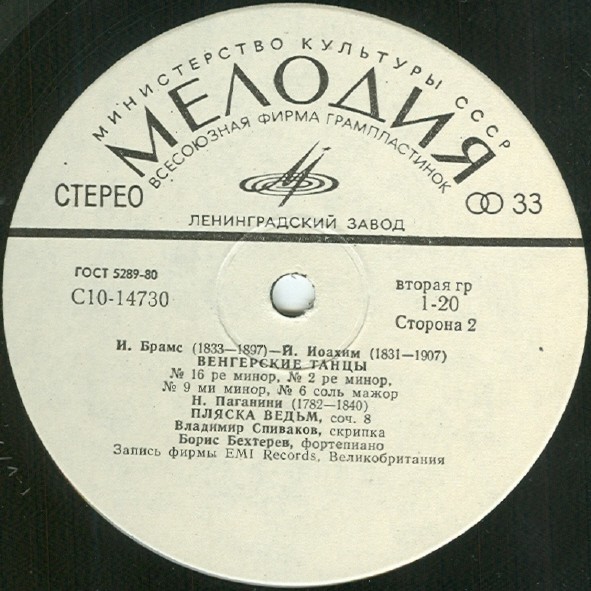 МИНИСТЕРСТВО КУЛЬТУРЫ СССР
МЕЛОДИЯ
ВСЕСОЮЗНАЯ ФИРМА ГРАМПЛАСТИНОК
СТЕРЕО
33
ЛЕНИНГРАДСКИЙ ЗАВОД
ГОСТ 5289-80
С10-14730
вторая гр
1-20
Сторона 2
И. Брамс (1833—1897)—Й. Иоахим (1831-1907)
ВЕНГЕРСКИЕ ТАНЦЫ
№ 16 ре минор, № 2 ре минор,
№ 9 ми минор, № 6 соль мажор
Н. Паганини (1782—1840)
ПЛЯСКА ВЕДЬМ, соч. 8
Владимир Спиваков, скрипка
Борис Бехтерев, фортепиано
Запись фирмы EMI Records, Великобритания